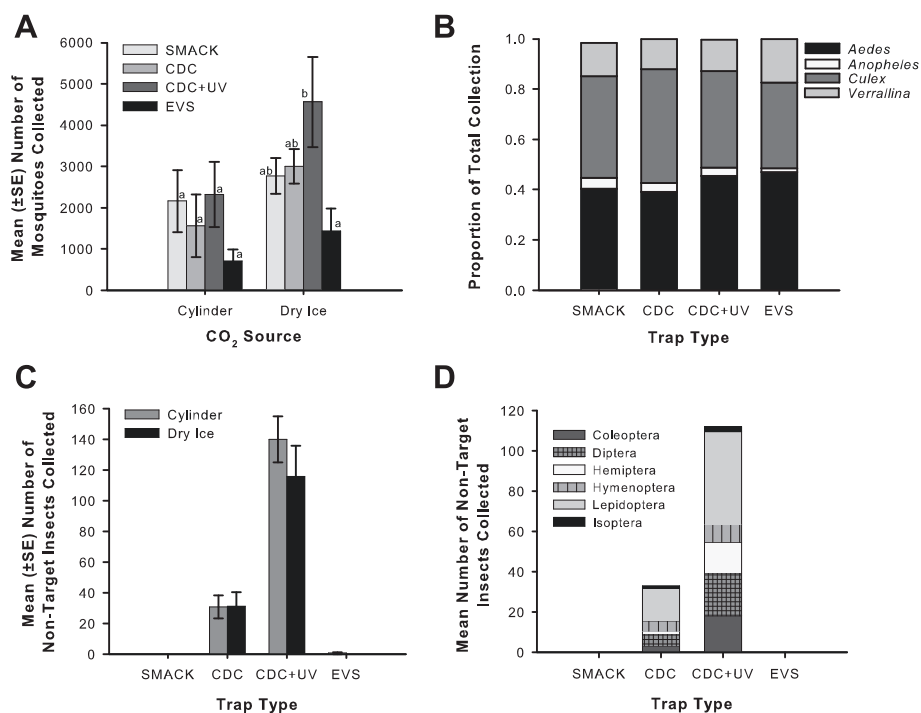 A
Mean (±SE) Number of
Mosquitoes Collected
6000
5000
4000
3000
2000
1000
0
SMACK
CDC
CDC+UV
EVS
a
a
a
a
ab
ab
b
a
Cylinder
Dry Ice
CO2 Source
B
Proportion of Total Collection
1.0
0.8
0.6
0.4
0.2
0.0
Aedes
Anopheies
Culex
Verrallina
SMACK
CDC
CDC+UV
EVS
Trap Type
C
Mean (±SE) Number of
Non-Target Insects Collected
160
140
120
100
80
60
40
20
0
Cylinder
Dry Ice
SMACK
CDC
CDC+UV
EVS
Trap Type
D
Mean Number of Non-Target
Insects Collected
120
100
80
60
40
20
0
Coleoptera
Diptera
Hemiptera
Hymenoptera
Lepidoptera
Isoptera
SMACK
CDC
CDC+UV
EVS
Trap Type